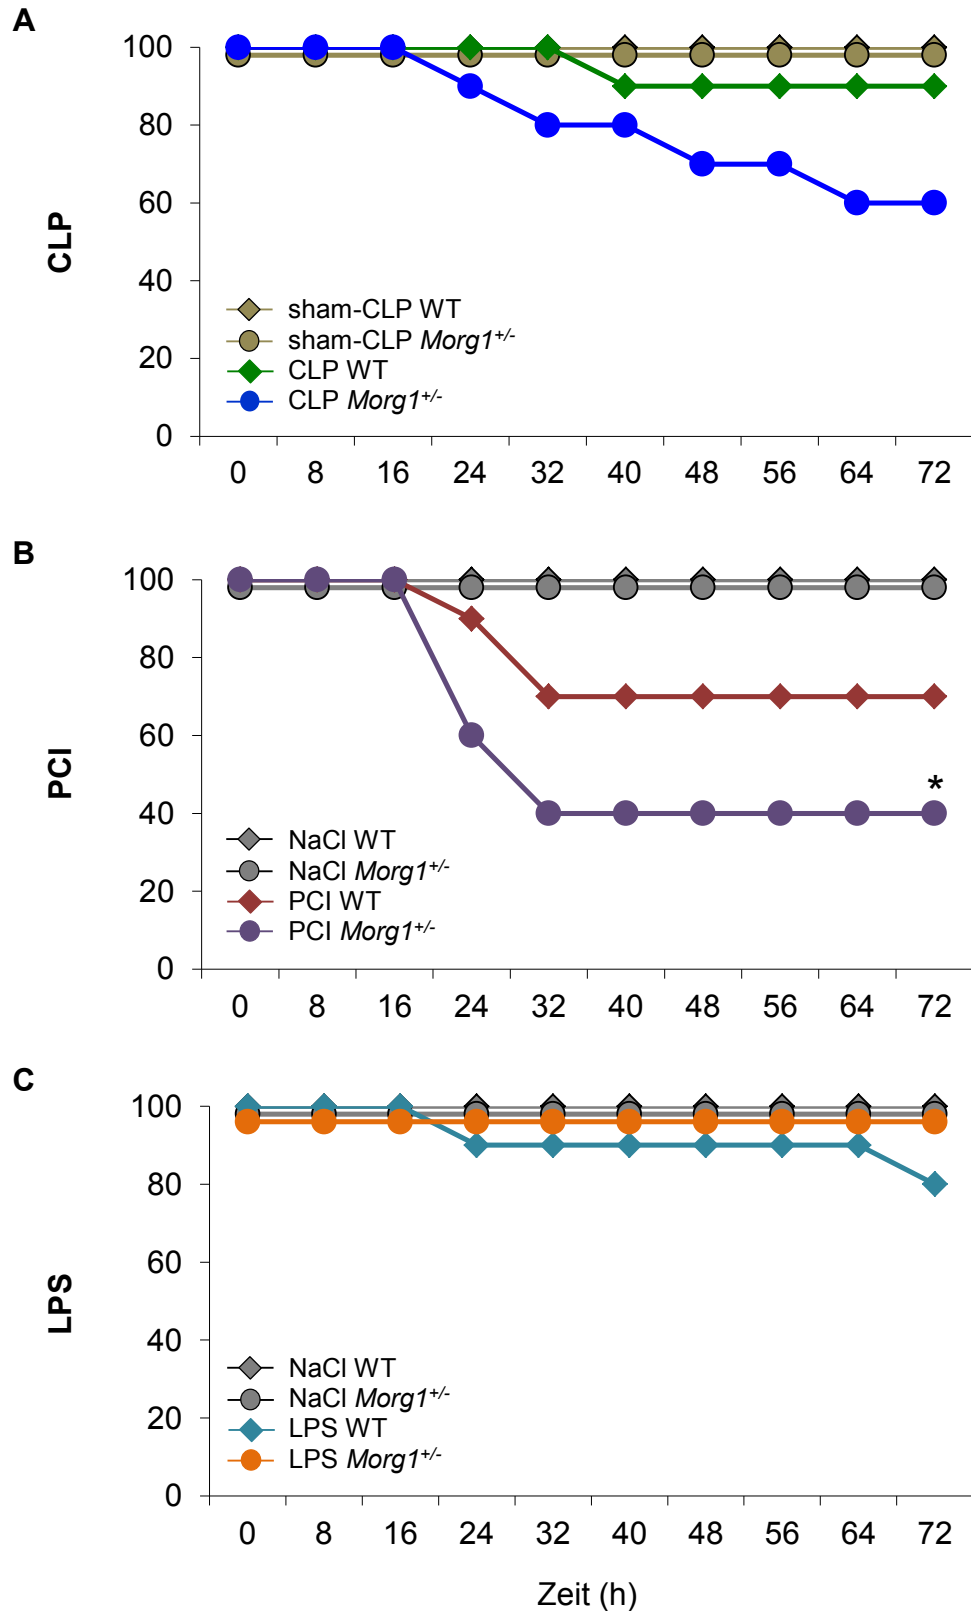 A
100
80
60
40
20
0
CLP
sham-CLP WT
sham-CLP Morg1+/-
CLP WT
CLP Morg1+/-
0 8 16 24 32 40 48 56 64 72
B
100
80
60
40
20
0
PCI
*
NaCl WT
NaCl Morg1+/-
PCI WT
PCI Morg1+/-
0 8 16 24 32 40 48 56 64 72
C
100
80
60
40
20
0
LPS
NaCl WT
NaCl Morg1+/-
LPS WT
LPS Morg1+/-
0 8 16 24 32 40 48 56 64 72
Zeit (h)